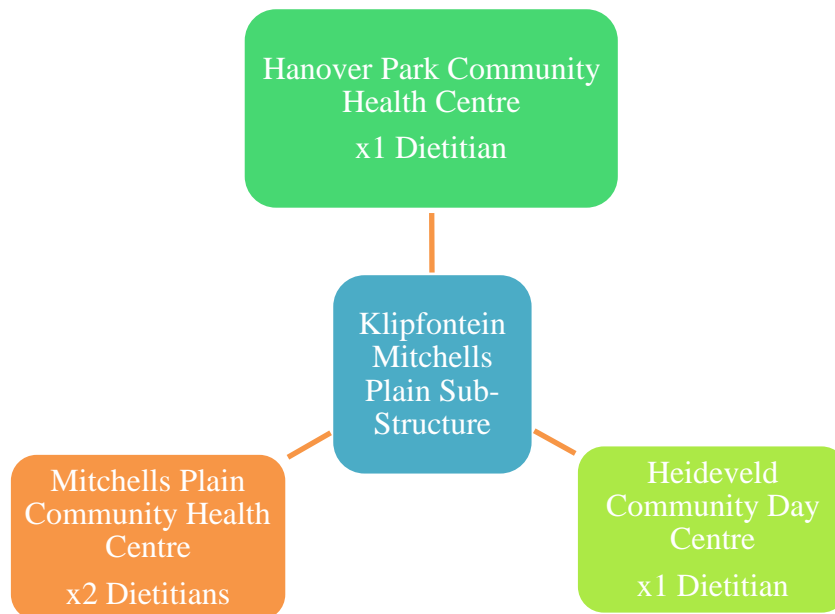 Hanover Park Community
Health Centre
x1 Dietitian
Klipfontein
Mitchells
Plain Sub-
Structure
Mitchells Plain
Community Health
Centre
x2 Dietitians
Heideveld
Community Day
Centre
x1 Dietitian